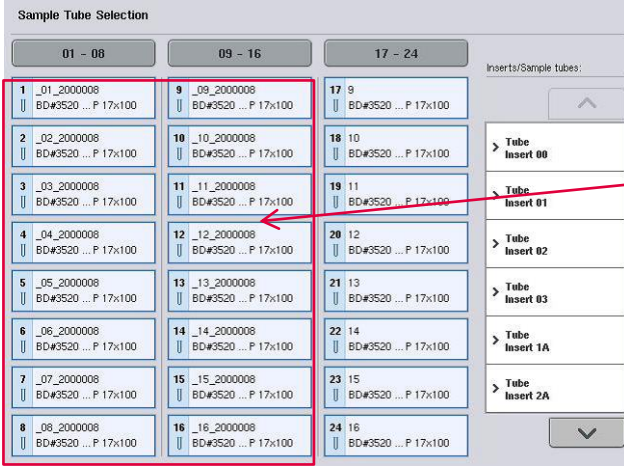 Sample Tube Selection
01 - 08
09 - 16
17 - 24
Inserts/Sample tubes:
1 _01_2000008
BD#3520 ... P 17x100
2 _02_2000008
BD#3520 ... P 17x100
3 _03_2000008
BD#3520 ... P 17x100
4 _04_2000008
BD#3520 ... P 17x100
5 _05_2000008
BD#3520 ... P 17x100
6 _06_2000008
BD#3520 ... P 17x100
7 _07_2000008
BD#3520 ... P 17x100
8 _08_2000008
BD#3520 ... P 17x100
9 _09_2000008
BD#3520 ... P 17x100
10 _10_2000008
BD#3520 ... P 17x100
11 _11_2000008
BD#3520 ... P 17x100
12 _12_2000008
BD#3520 ... P 17x100
13 _13_2000008
BD#3520 ... P 17x100
14 _14_2000008
BD#3520 ... P 17x100
15 _15_2000008
BD#3520 ... P 17x100
16 _16_2000008
BD#3520 ... P 17x100
17 9
BD#3520 ... P 17x100
18 10
BD#3520 ... P 17x100
19 11
BD#3520 ... P 17x100
20 12
BD#3520 ... P 17x100
21 13
BD#3520 ... P 17x100
22 14
BD#3520 ... P 17x100
23 15
BD#3520 ... P 17x100
24 16
BD#3520 ... P 17x100
> Tube
Insert 00
> Tube
Insert 01
> Tube
Insert 02
> Tube
Insert 03
> Tube
Insert 1A
> Tube
Insert 2A